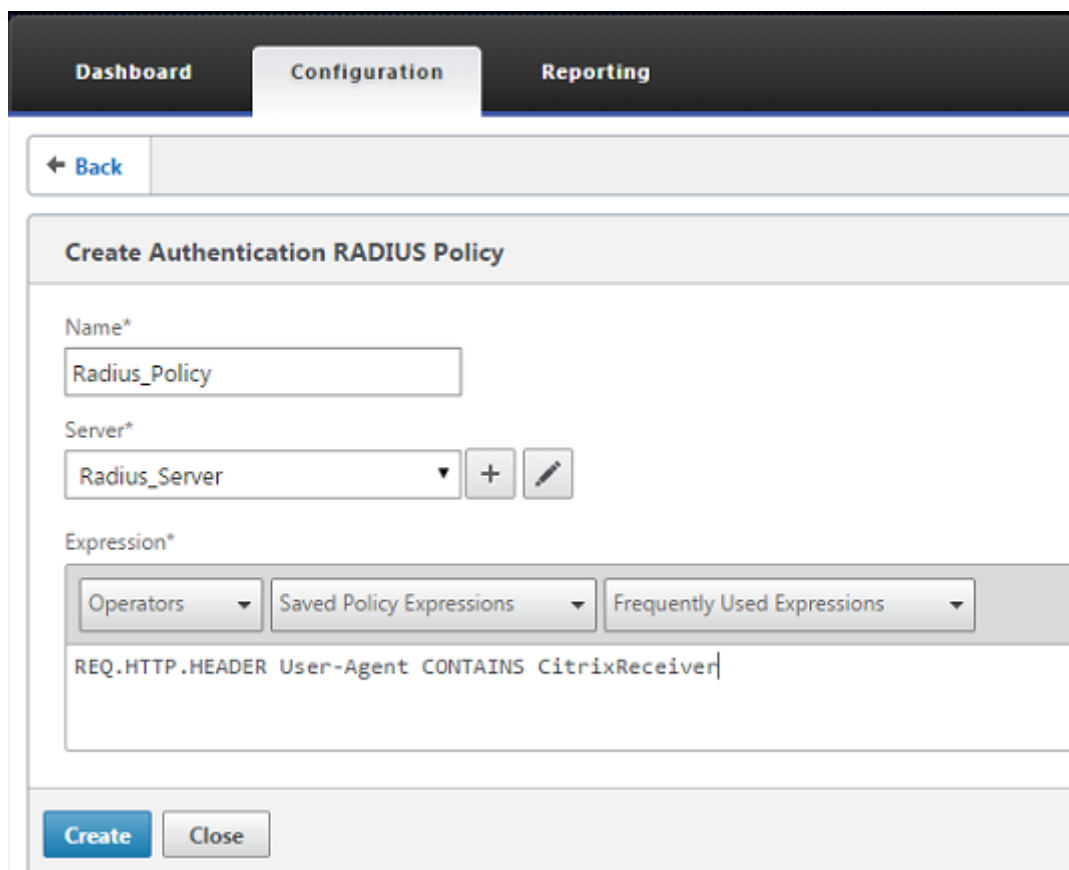 Dashboard Configuration Reporting
Back
Create Authentication RADIUS Policy
Name*
Radius_Policy
Server*
Radius_Server
Expression*
Operators Saved Policy Expressions Frequently Used Expressions
REQ.HTTP.HEADER User-Agent CONTAINS CitrixReceiver
Create Close